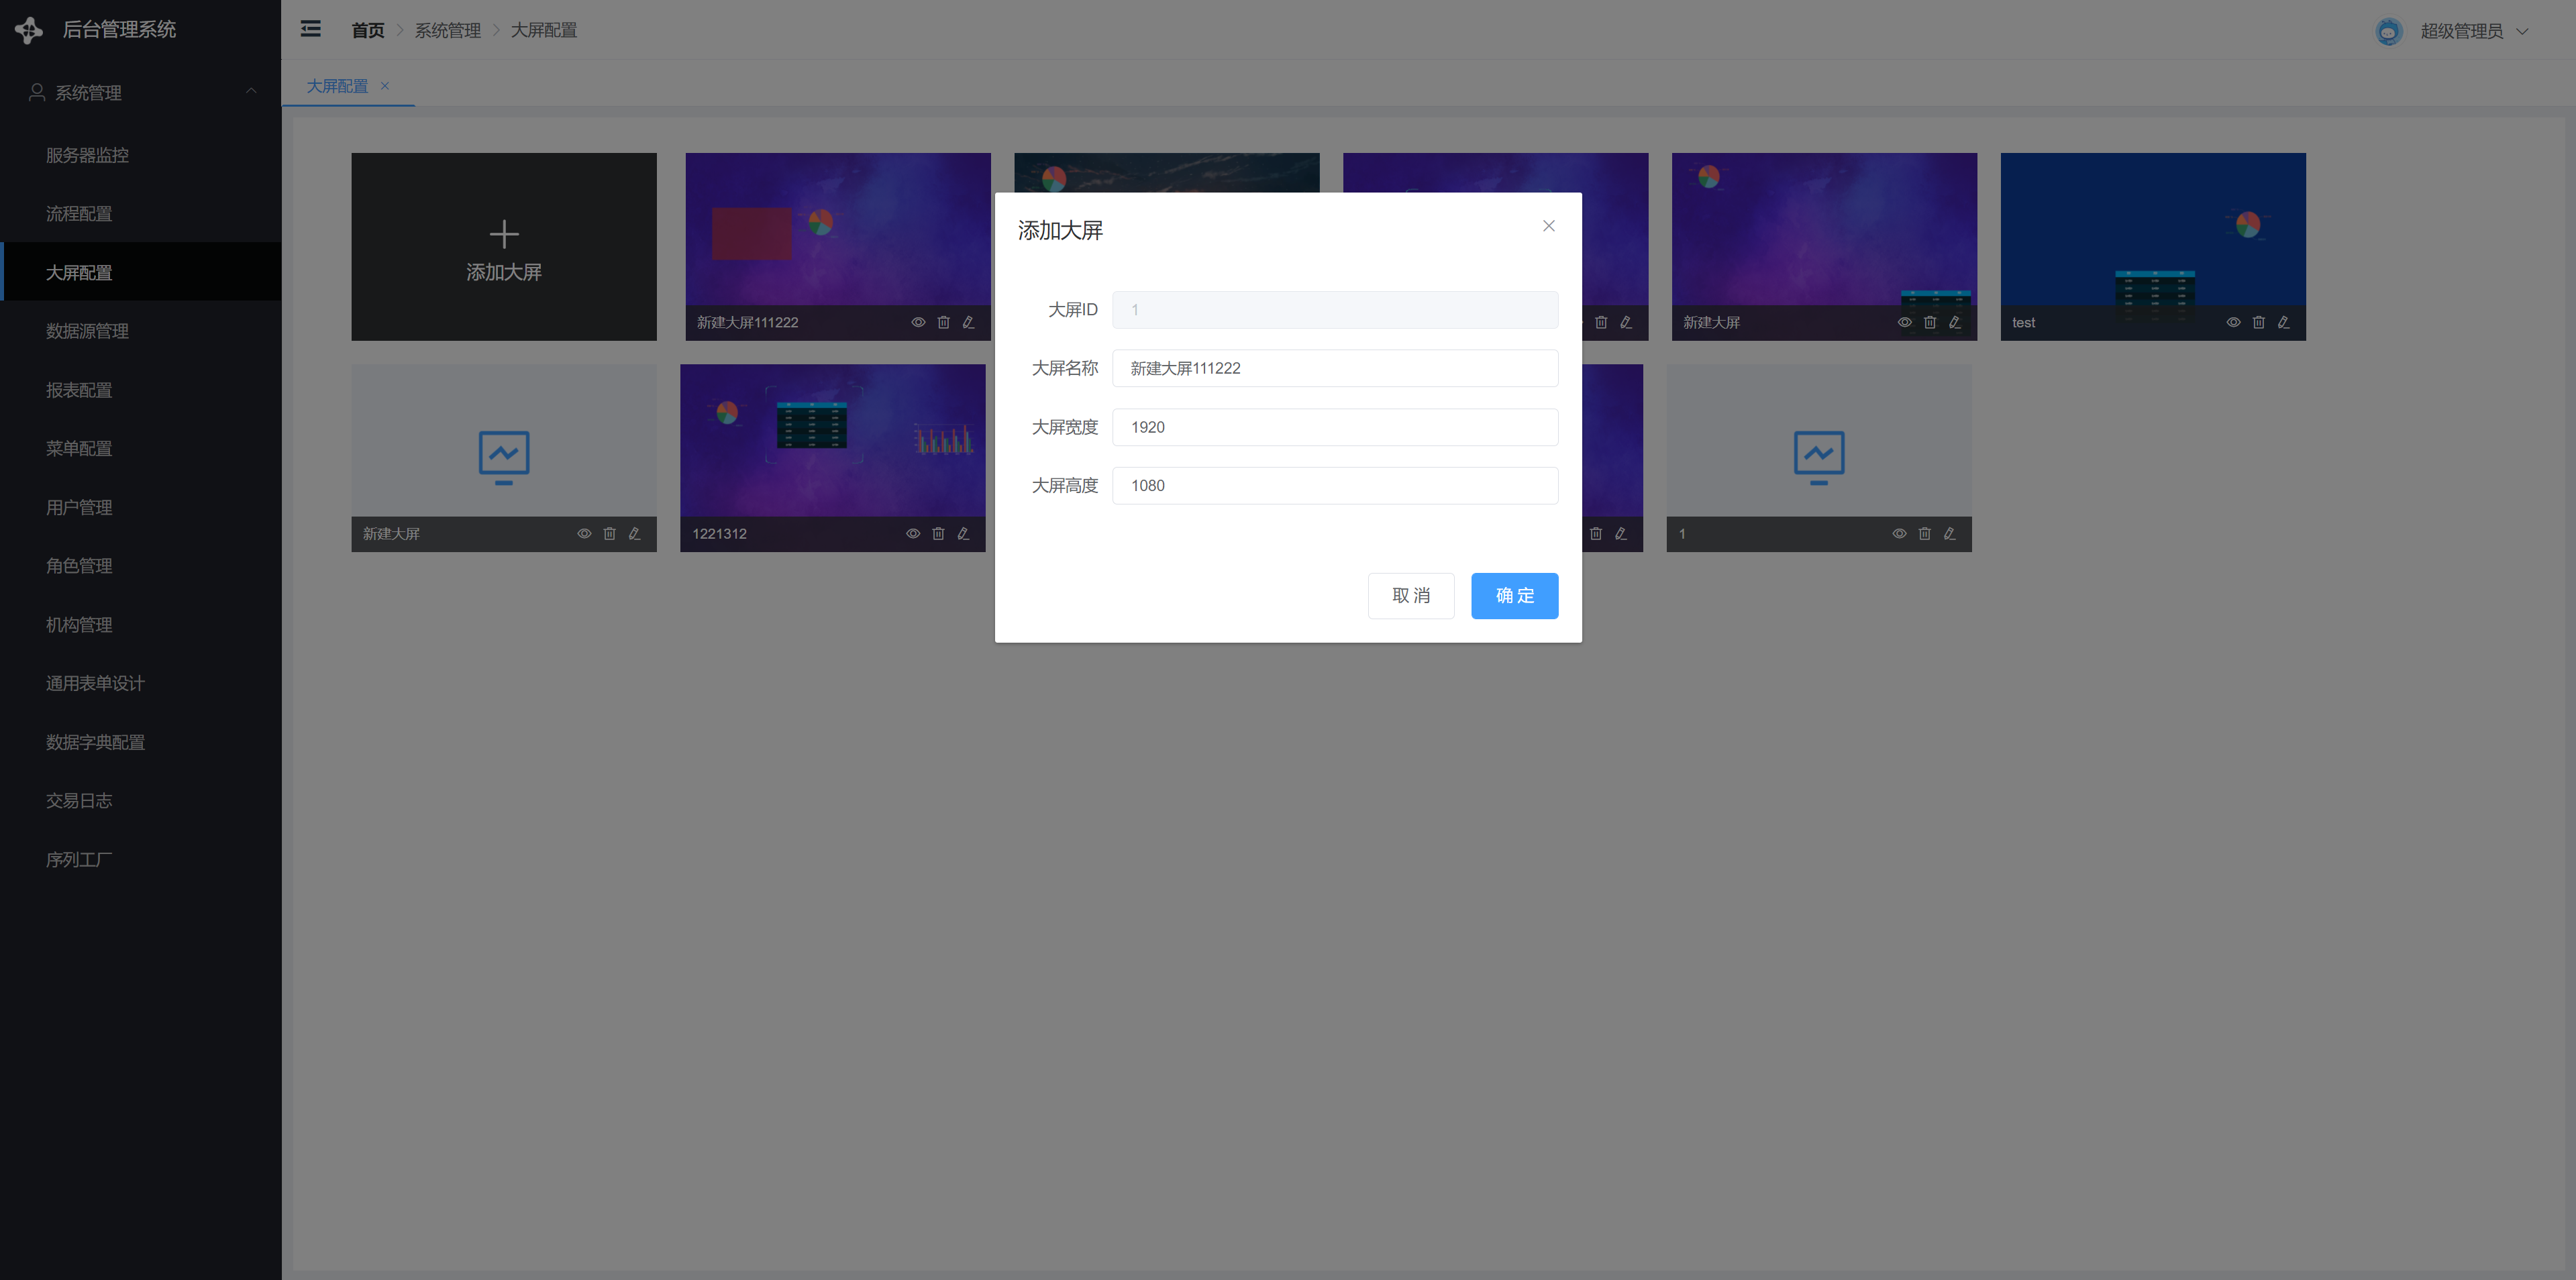 后台管理系统
首页 系统管理 大屏配置
超级管理员
系统管理
服务器监控
流程配置
大屏配置
数据源管理
报表配置
菜单配置
用户管理
角色管理
机构管理
通用表单设计
数据字典配置
交易日志
序列工厂
大屏配置
添加大屏
新建大屏111222
新建大屏
test
新建大屏
1221312
1
添加大屏
大屏ID 1
大屏名称 新建大屏111222
大屏宽度 1920
大屏高度 1080
取 消
确 定